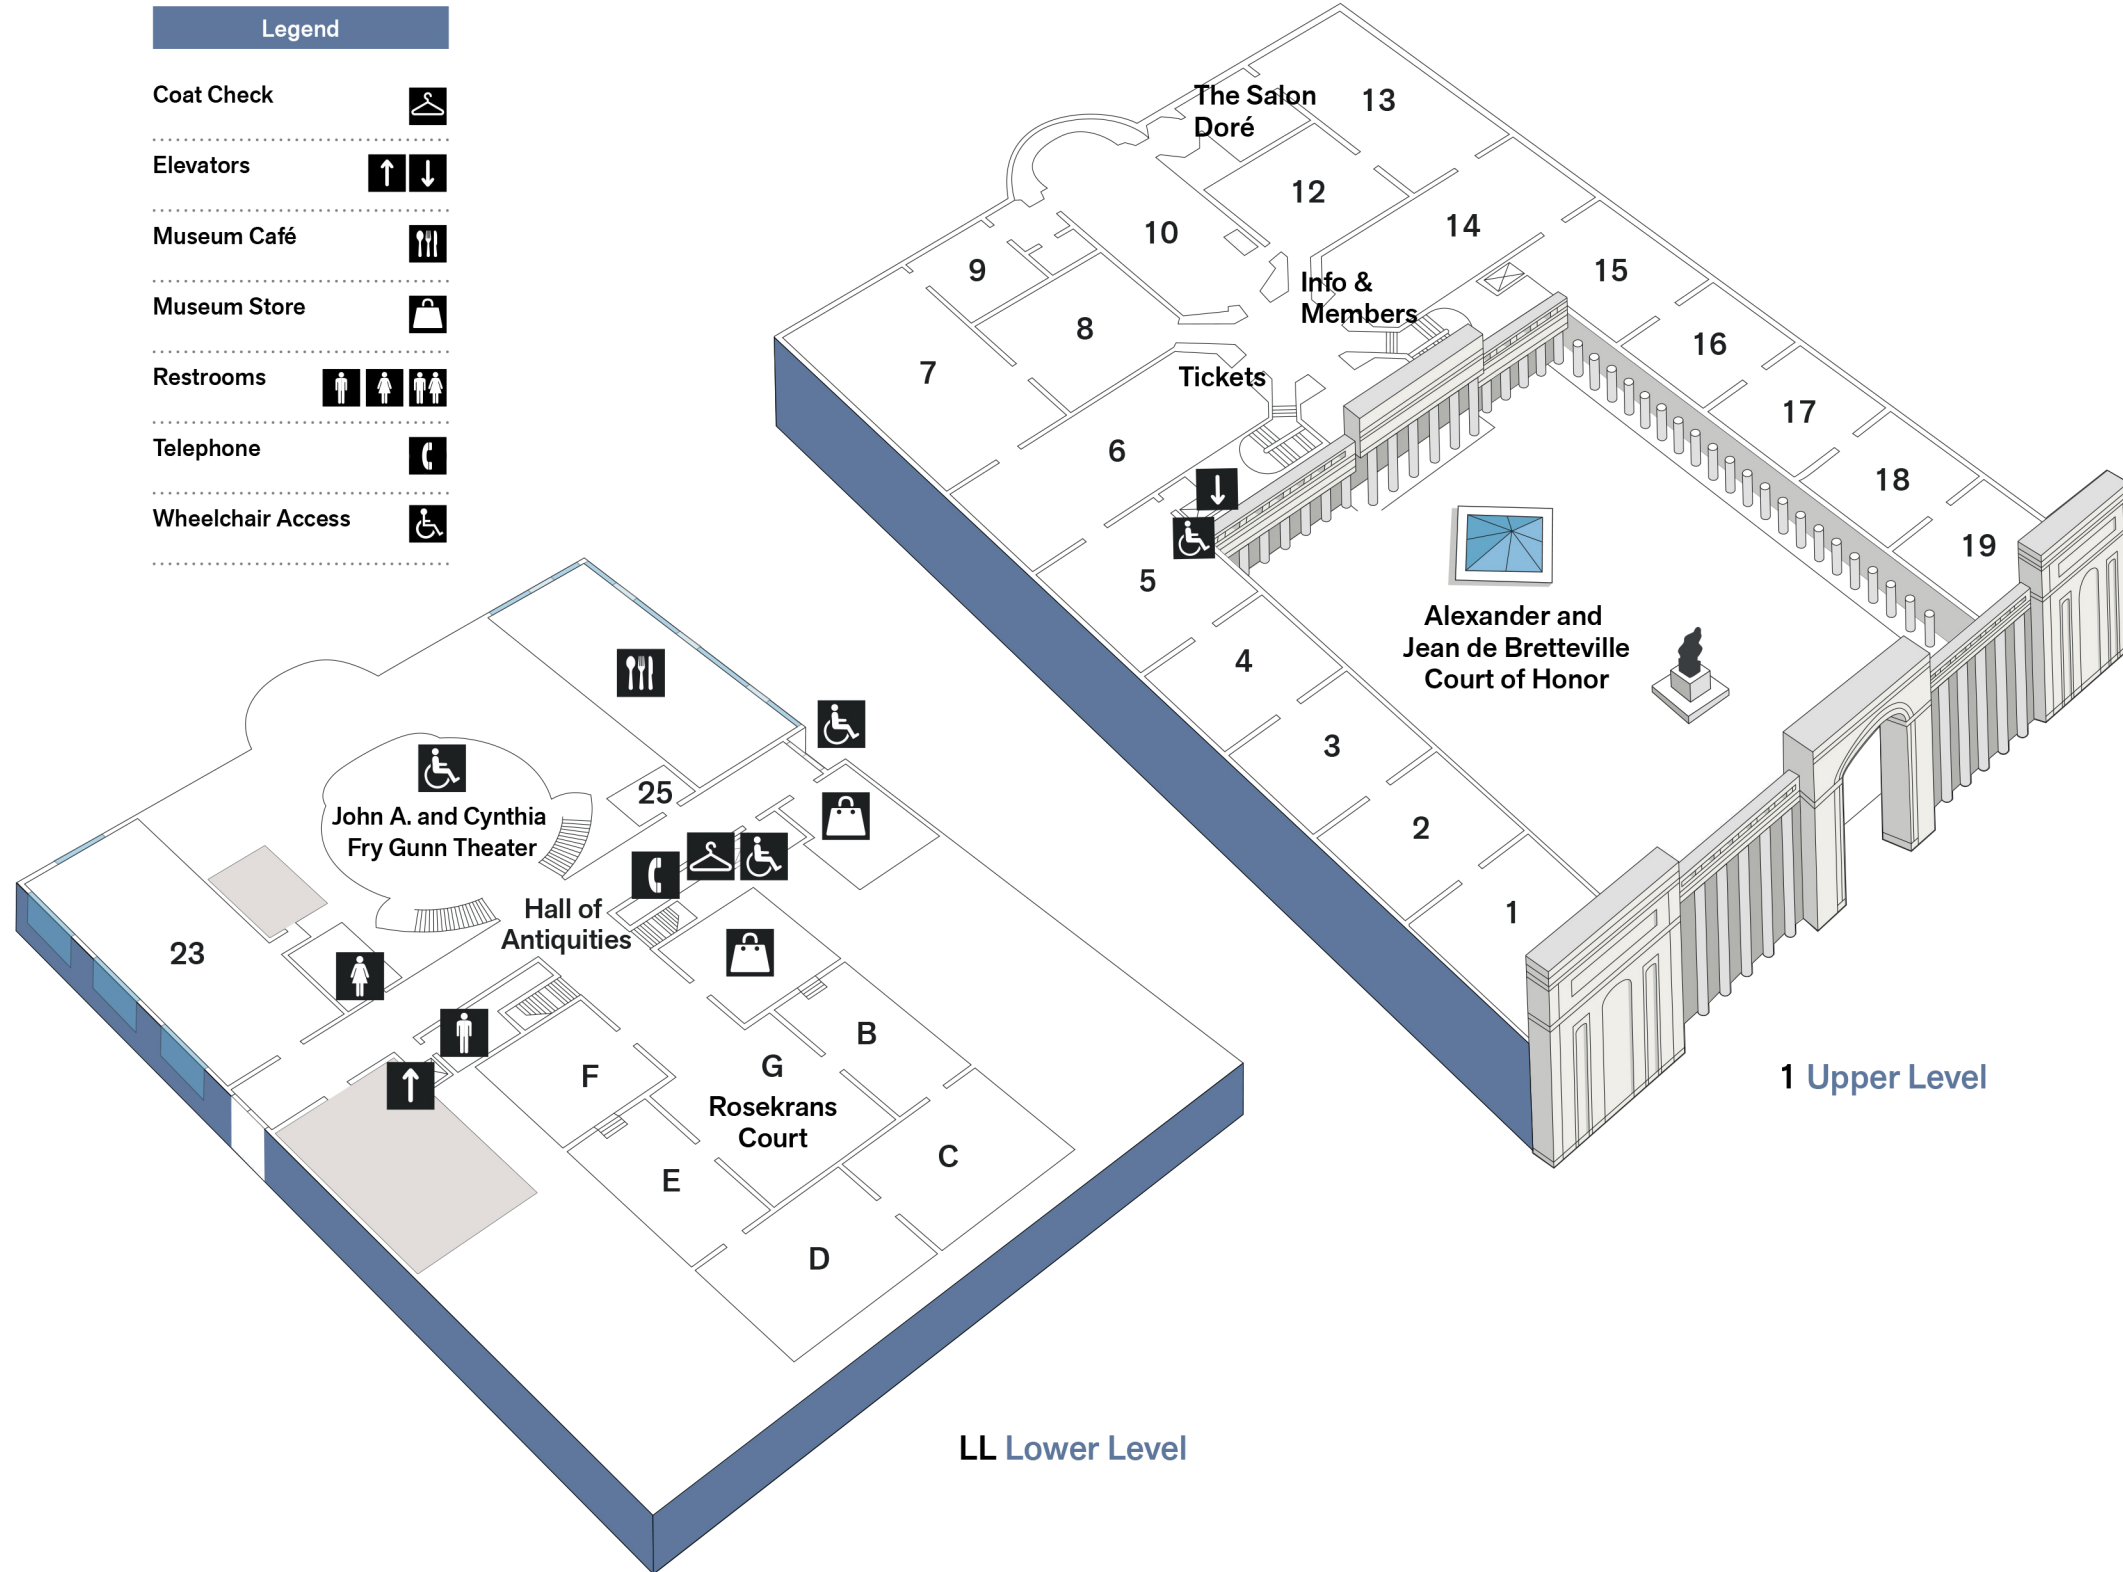 Legend
Coat Check
Elevators
Museum Café
Museum Store
Restrooms
Telephone
Wheelchair Access
The Salon
Doré
13
12
14
10
9
15
Info &
Members
8
16
7
Tickets
17
6
18
19
5
4
Alexander and
Jean de Bretteville
Court of Honor
3
2
1
1 Upper Level
25
John A. and Cynthia
Fry Gunn Theater
Hall of
Antiquities
23
B
F
G
Rosekrans
Court
C
E
D
LL Lower Level